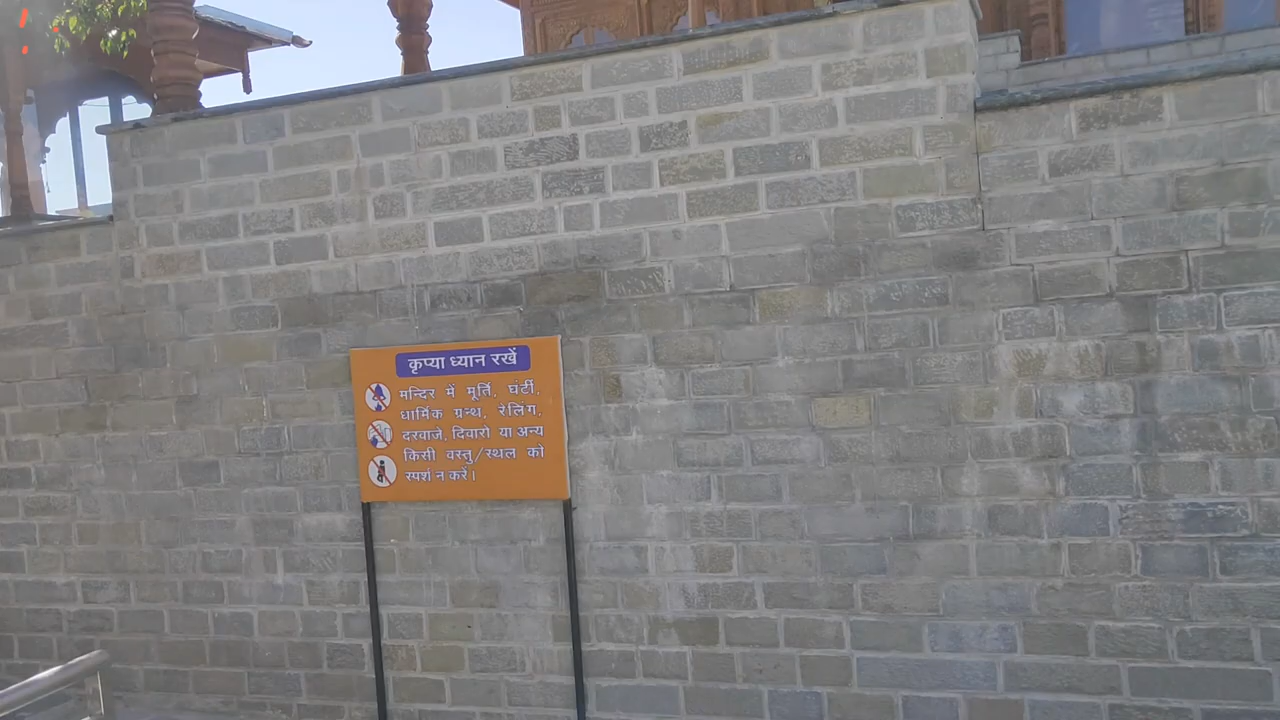 कृप्या ध्यान रखें
मन्दिर में मूर्ति, घंटी,
धार्मिक ग्रन्थ, रेलिंग,
दरवाजे, दिवारो या अन्य
किसी वस्तु/स्थल को
स्पर्श न करें।